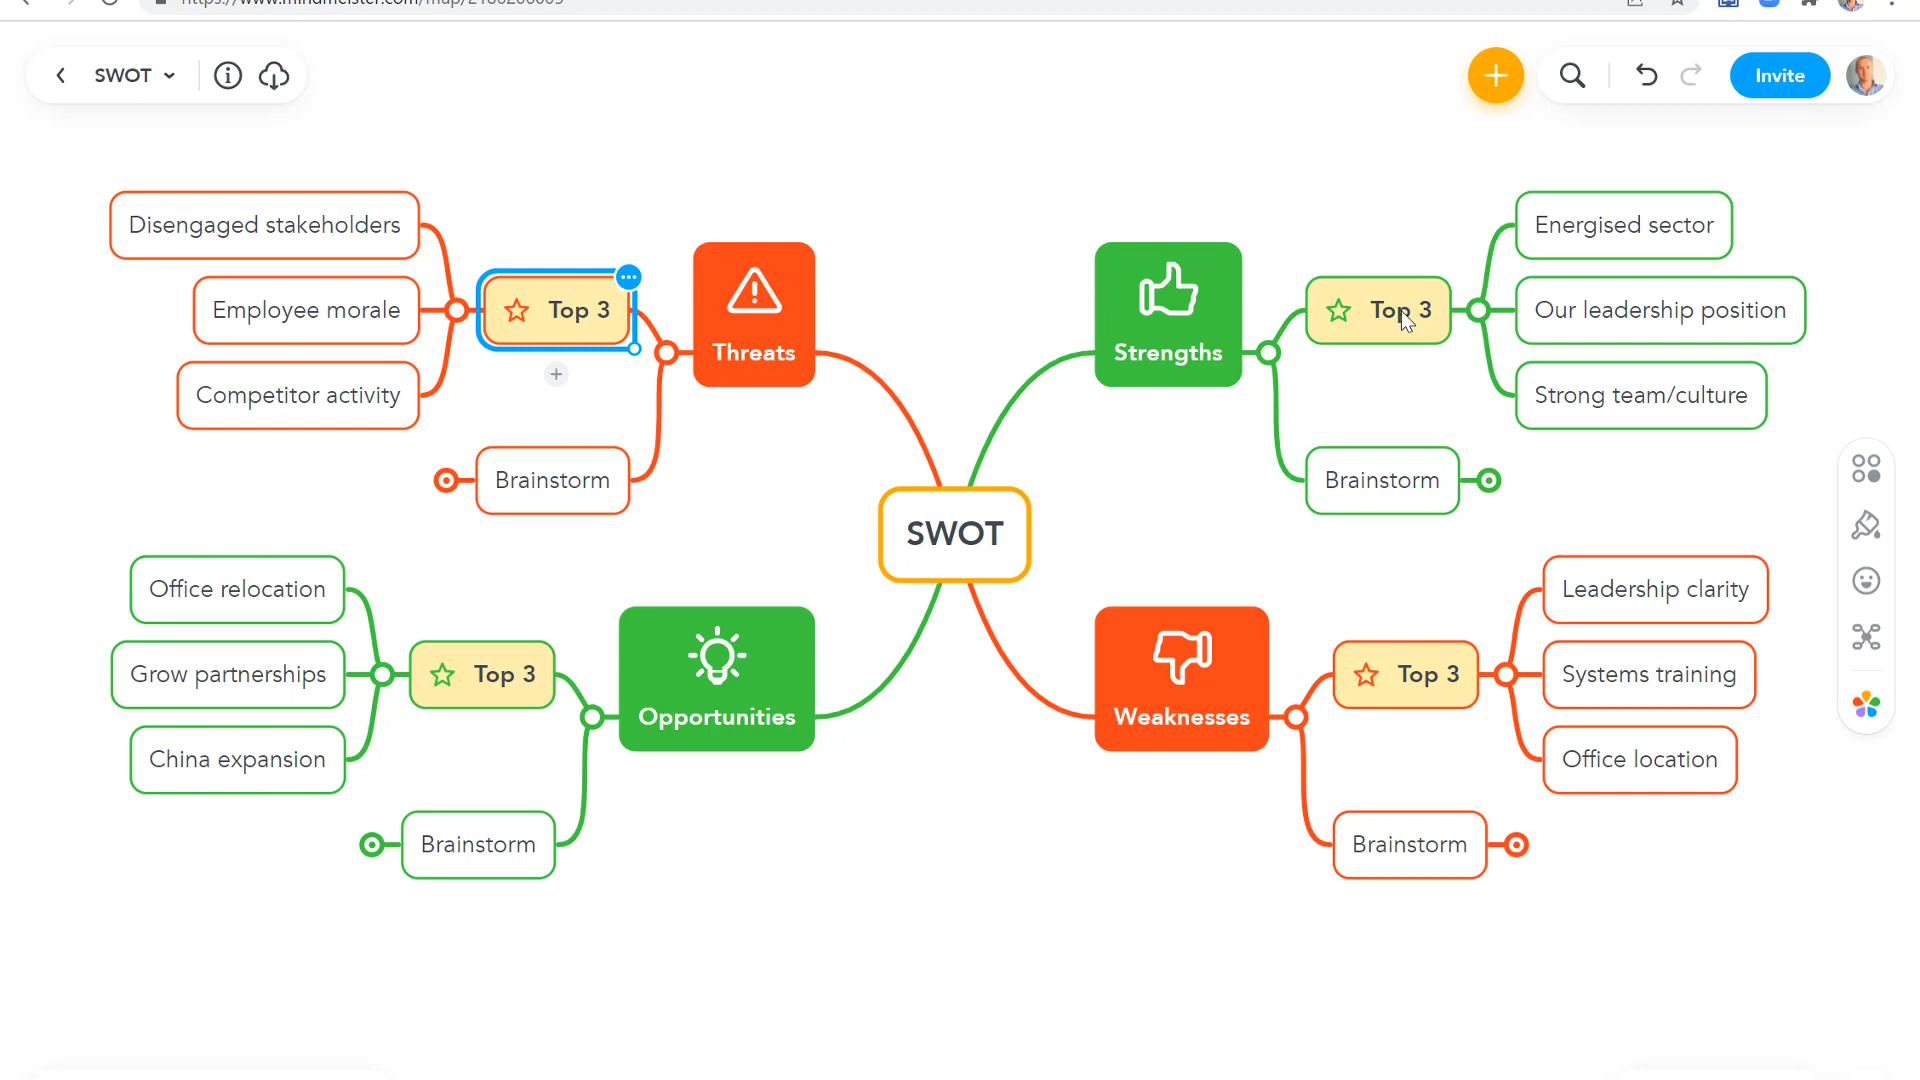 SWOT
Invite
Disengaged stakeholders
Employee morale
Competitor activity
Top 3
Threats
Brainstorm
Strengths
Top 3
Energised sector
Our leadership position
Strong team/culture
Brainstorm
SWOT
Office relocation
Grow partnerships
China expansion
Top 3
Opportunities
Brainstorm
Weaknesses
Top 3
Leadership clarity
Systems training
Office location
Brainstorm